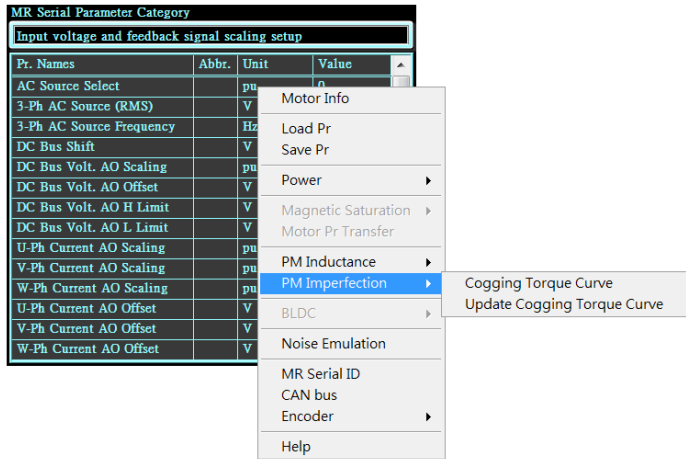 MR Serial Parameter Category
Input voltage and feedback signal scaling setup
Pr. Names Abbr. Unit Value
AC Source Select pu 0
3-Ph AC Source (RMS) V
3-Ph AC Source Frequency Hz
DC Bus Shift V
DC Bus Volt. AO Scaling pu
DC Bus Volt. AO Offset V
DC Bus Volt. AO H Limit V
DC Bus Volt. AO L Limit V
U-Ph Current AO Scaling pu
V-Ph Current AO Scaling pu
W-Ph Current AO Scaling pu
U-Ph Current AO Offset V
V-Ph Current AO Offset V
W-Ph Current AO Offset V
Motor Info
Load Pr
Save Pr
Power
Magnetic Saturation
Motor Pr Transfer
PM Inductance
PM Imperfection
BLDC
Noise Emulation
MR Serial ID
CAN bus
Encoder
Help
Cogging Torque Curve
Update Cogging Torque Curve